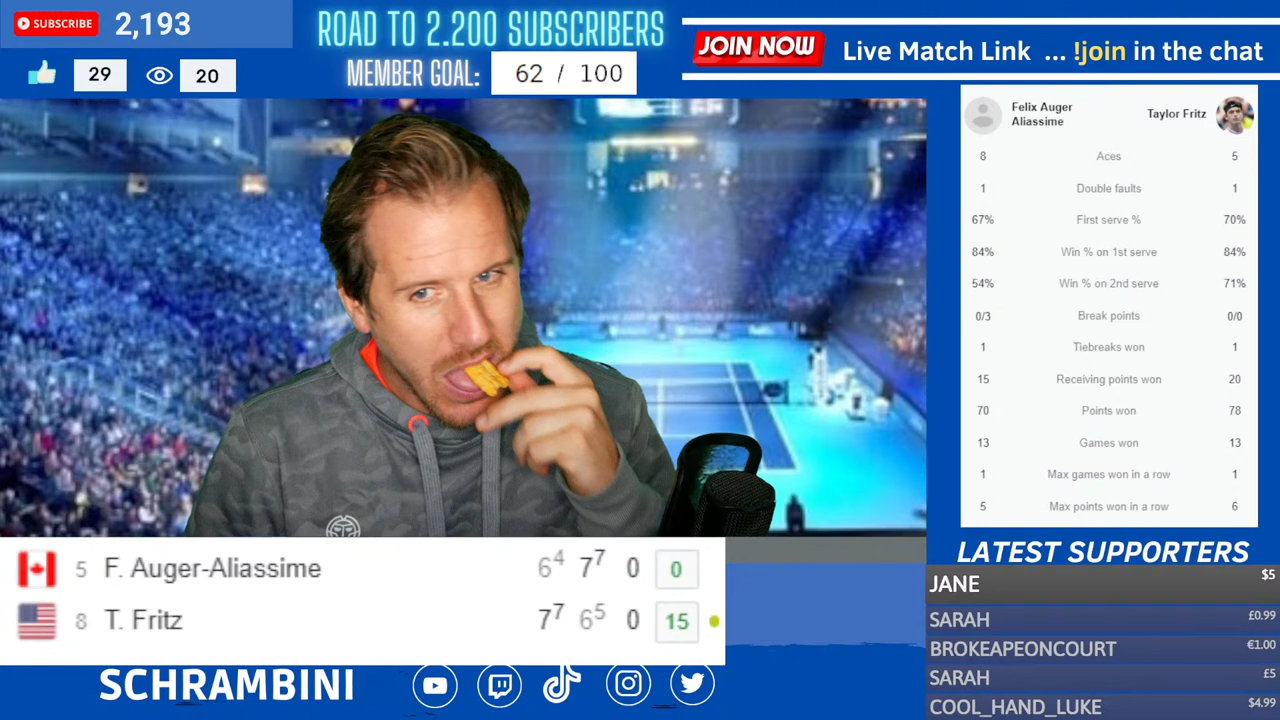 SUBSCRIBE 2,193
29 20
ROAD TO 2.200 SUBSCRIBERS
MEMBER GOAL: 62 / 100
JOIN NOW Live Match Link ... !join in the chat
Felix Auger Aliassime Taylor Fritz
8 Aces 5
1 Double faults 1
67% First serve % 70%
84% Win % on 1st serve 84%
54% Win % on 2nd serve 71%
0/3 Break points 0/0
1 Tiebreaks won 1
15 Receiving points won 20
70 Points won 78
13 Games won 13
1 Max games won in a row 1
5 Max points won in a row 6
5 F. Auger-Aliassime 6⁴ 7⁷ 0 0
8 T. Fritz 7⁷ 6⁵ 0 15
SCHRAMBINI
LATEST SUPPORTERS
JANE $5
SARAH £0.99
BROKEAPEONCOURT €1.00
SARAH £5
COOL_HAND_LUKE $4.99